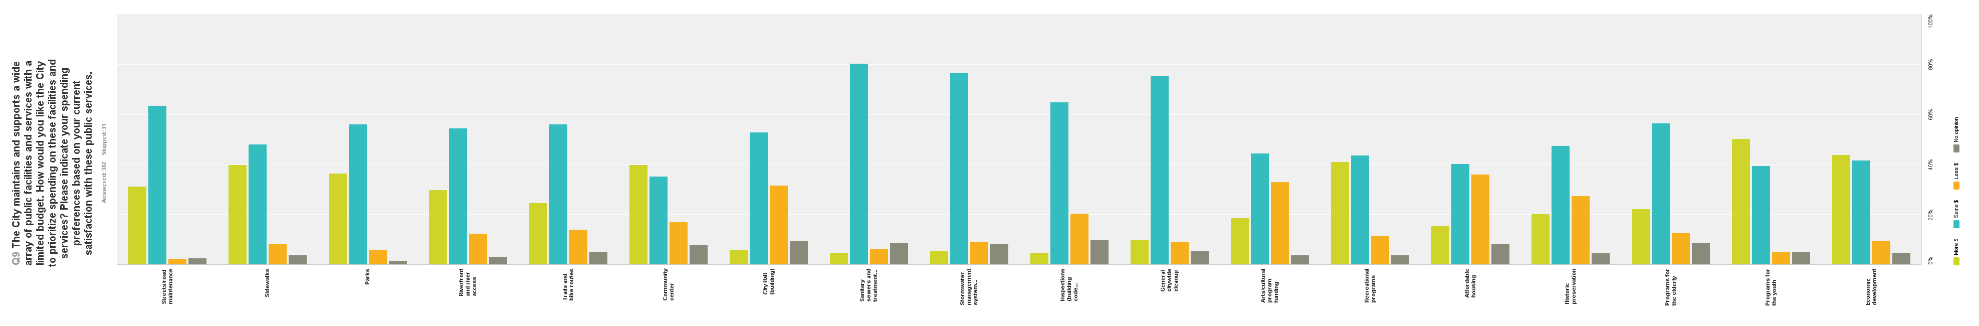 Q9 The City maintains and supports a wide
array of public facilities and services with a
limited budget. How would you like the City
to prioritize spending on these facilities and
services? Please indicate your spending
preferences based on your current
satisfaction with these public services.
Answered: 382 Skipped: 21
100%
80%
60%
40%
20%
0%
Street/road
maintenance
Sidewalks
Parks
Riverfront
and river
access
Trails and
bike routes
Community
center
City Hall
(building)
Sanitary
sewers and
treatment...
Stormwater
management
system...
Inspections
(building
code...
General
citywide
cleanup
Arts/cultural
program
funding
Recreational
programs
Affordable
housing
Historic
preservation
Programs for
the elderly
Programs for
the youth
Economic
development
More $
Same $
Less $
No opinion